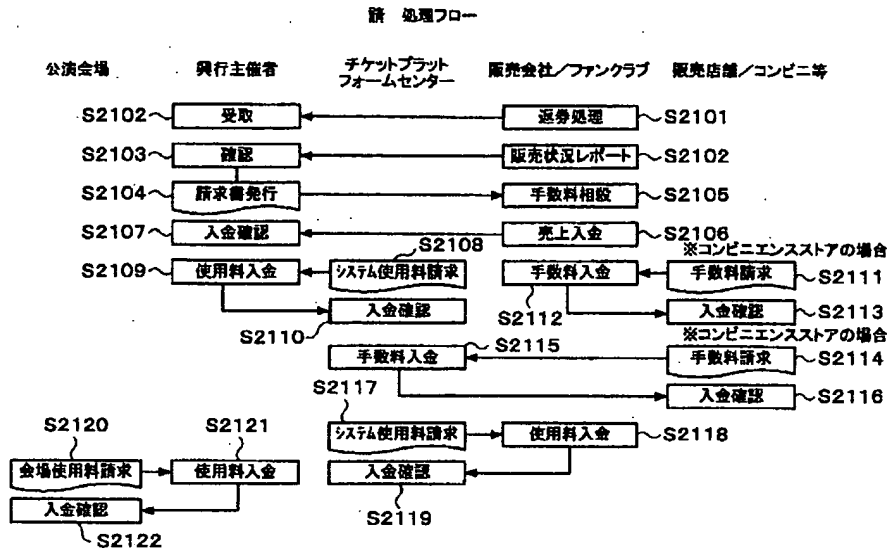 請 処理フロー
公演会場 興行主催者 チケットプラット
フォームセンター 販売会社/ファンクラブ 販売店舗/コンビニ等
S2102 受取 返券処理 S2101
S2103 確認 販売状況レポート S2102
S2104 請求書発行 手数料相殺 S2105
S2107 入金確認 売上入金 S2106
S2108 ※コンビニエンスストアの場合
S2109 使用料入金 システム使用料請求 手数料入金 手数料請求 S2111
S2110 入金確認 S2112 入金確認 S2113
※コンビニエンスストアの場合
S2115
手数料入金 手数料請求 S2114
S2117 入金確認 S2116
S2120 S2121 システム使用料請求 使用料入金 S2118
会場使用料請求 使用料入金 入金確認
S2119
入金確認
S2122